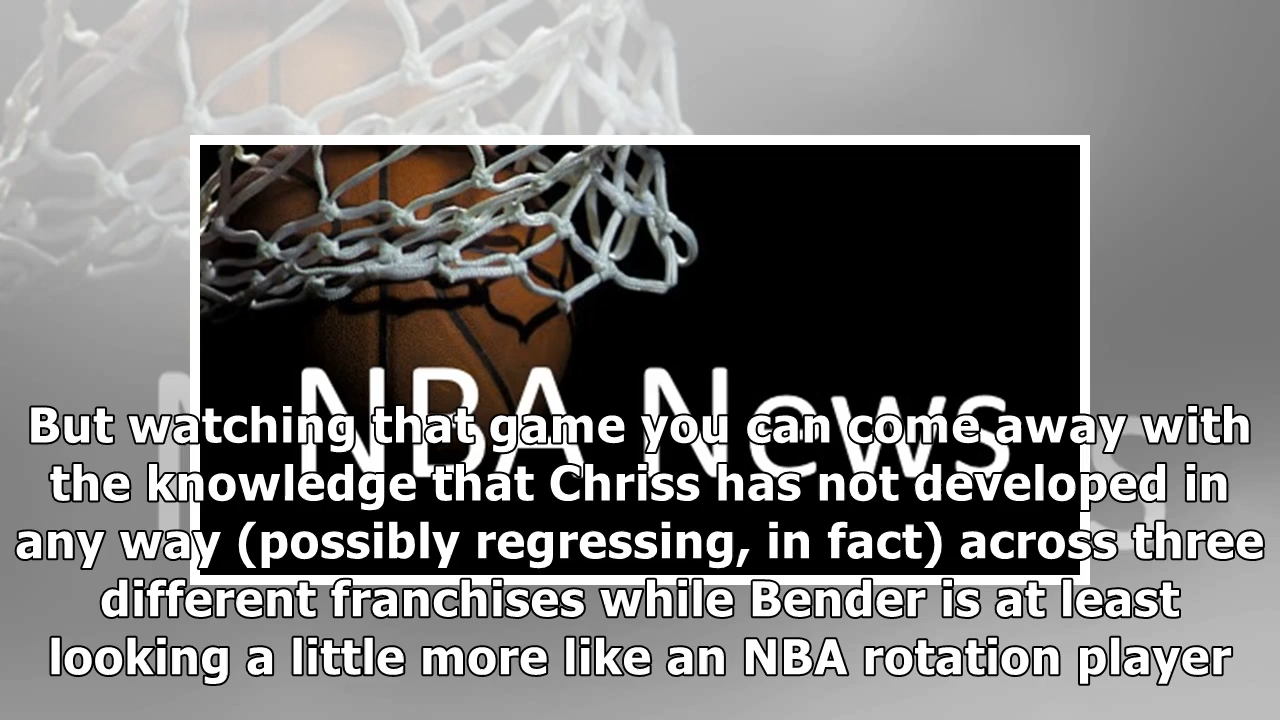 NBA News
But watching that game you can come away with
the knowledge that Chriss has not developed in
any way (possibly regressing, in fact) across three
different franchises while Bender is at least
looking a little more like an NBA rotation player